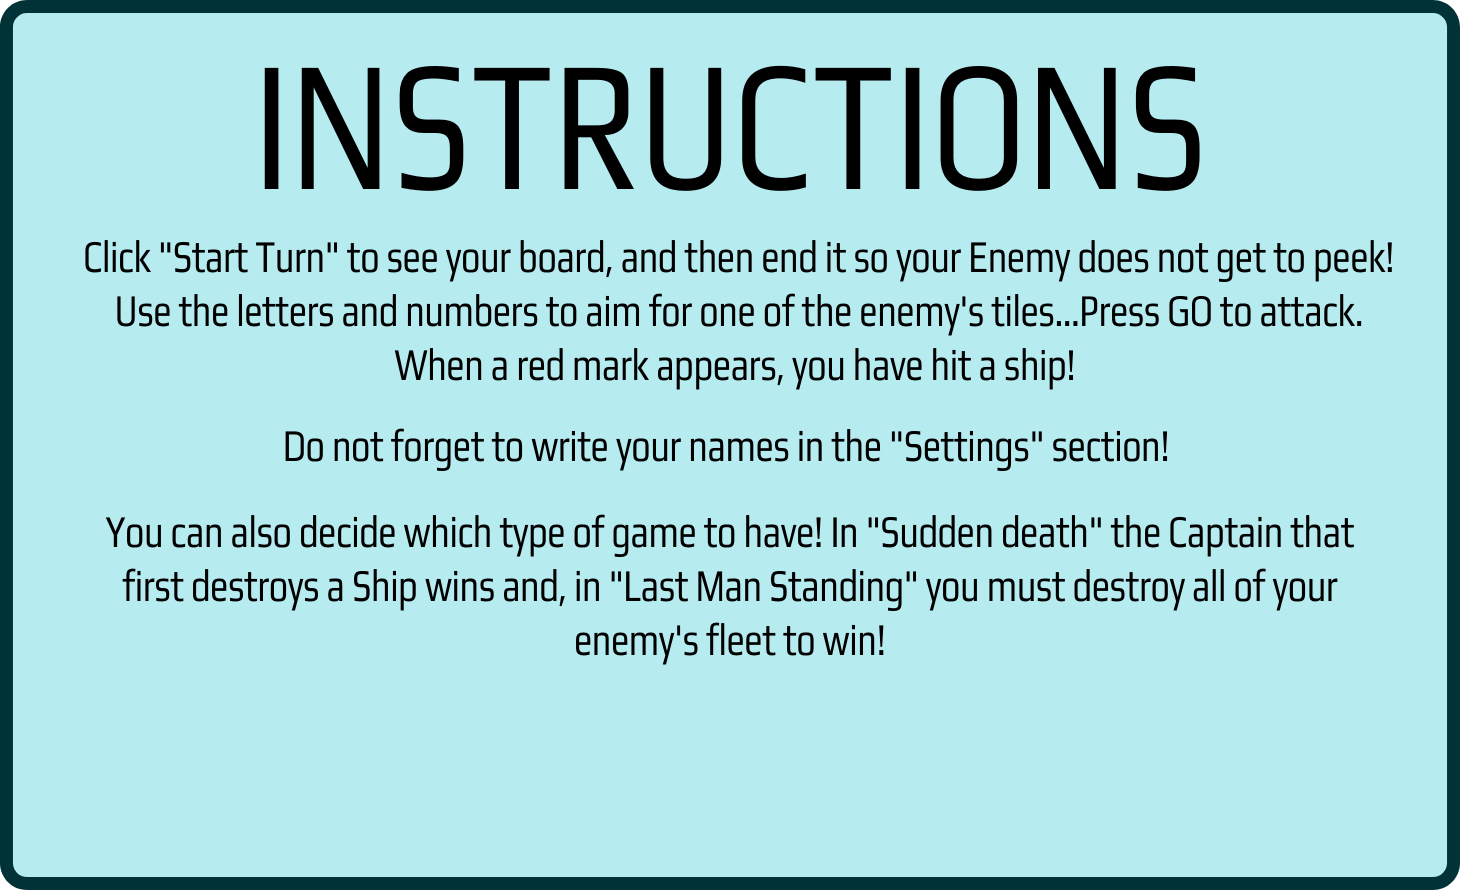 INSTRUCTIONS
Click "Start Turn" to see your board, and then end it so your Enemy does not get to peek!
Use the letters and numbers to aim for one of the enemy's tiles...Press GO to attack.
When a red mark appears, you have hit a ship!
Do not forget to write your names in the "Settings" section!
You can also decide which type of game to have! In "Sudden death" the Captain that
first destroys a Ship wins and, in "Last Man Standing" you must destroy all of your
enemy's fleet to win!